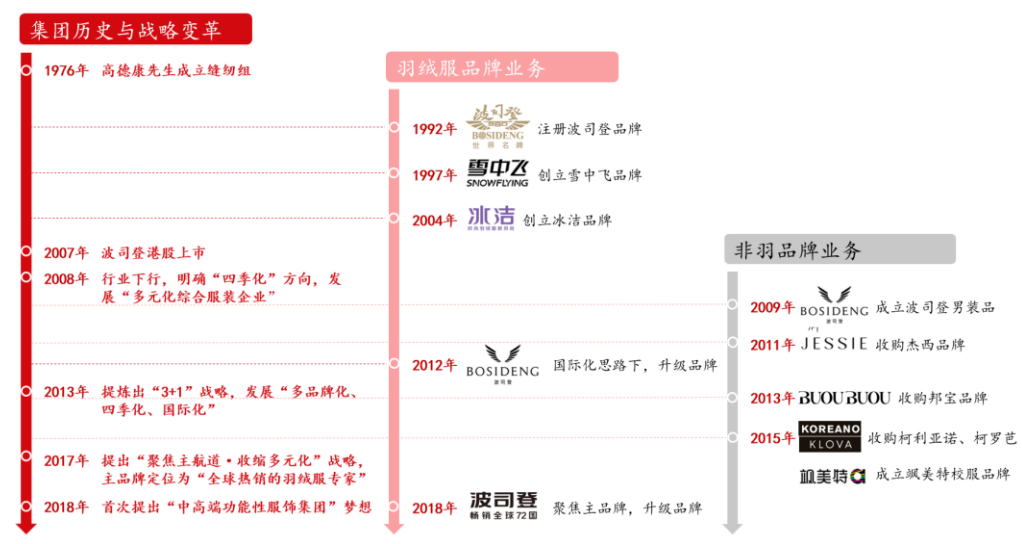 集团历史与战略变革
1976年 高德康先生成立缝纫组
2007年 波司登港股上市
2008年 行业下行，明确“四季化”方向，发
展“多元化综合服装企业”
2013年 提炼出“3+1”战略，发展“多品牌化、
四季化、国际化”
2017年 提出“聚焦主航道·收缩多元化”战略，
主品牌定位为“全球热销的羽绒服专家”
2018年 首次提出“中高端功能性服饰集团”梦想
羽绒服品牌业务
1992年 波司登 BOSIDENG 世界名牌 注册波司登品牌
1997年 雪中飞 SNOWFLYING 创立雪中飞品牌
2004年 冰洁 创立冰洁品牌
2012年 BOSIDENG 波司登 国际化思路下，升级品牌
2018年 波司登 畅销全球72国 聚焦主品牌，升级品牌
非羽品牌业务
2009年 BOSIDENG 波司登 成立波司登男装品
2011年 JESSIE 收购杰西品牌
2013年 BUOU BUOU 收购邦宝品牌
2015年 KOREANO KLOVA 收购柯利亚诺、柯罗芭
飒美特 成立飒美特校服品牌